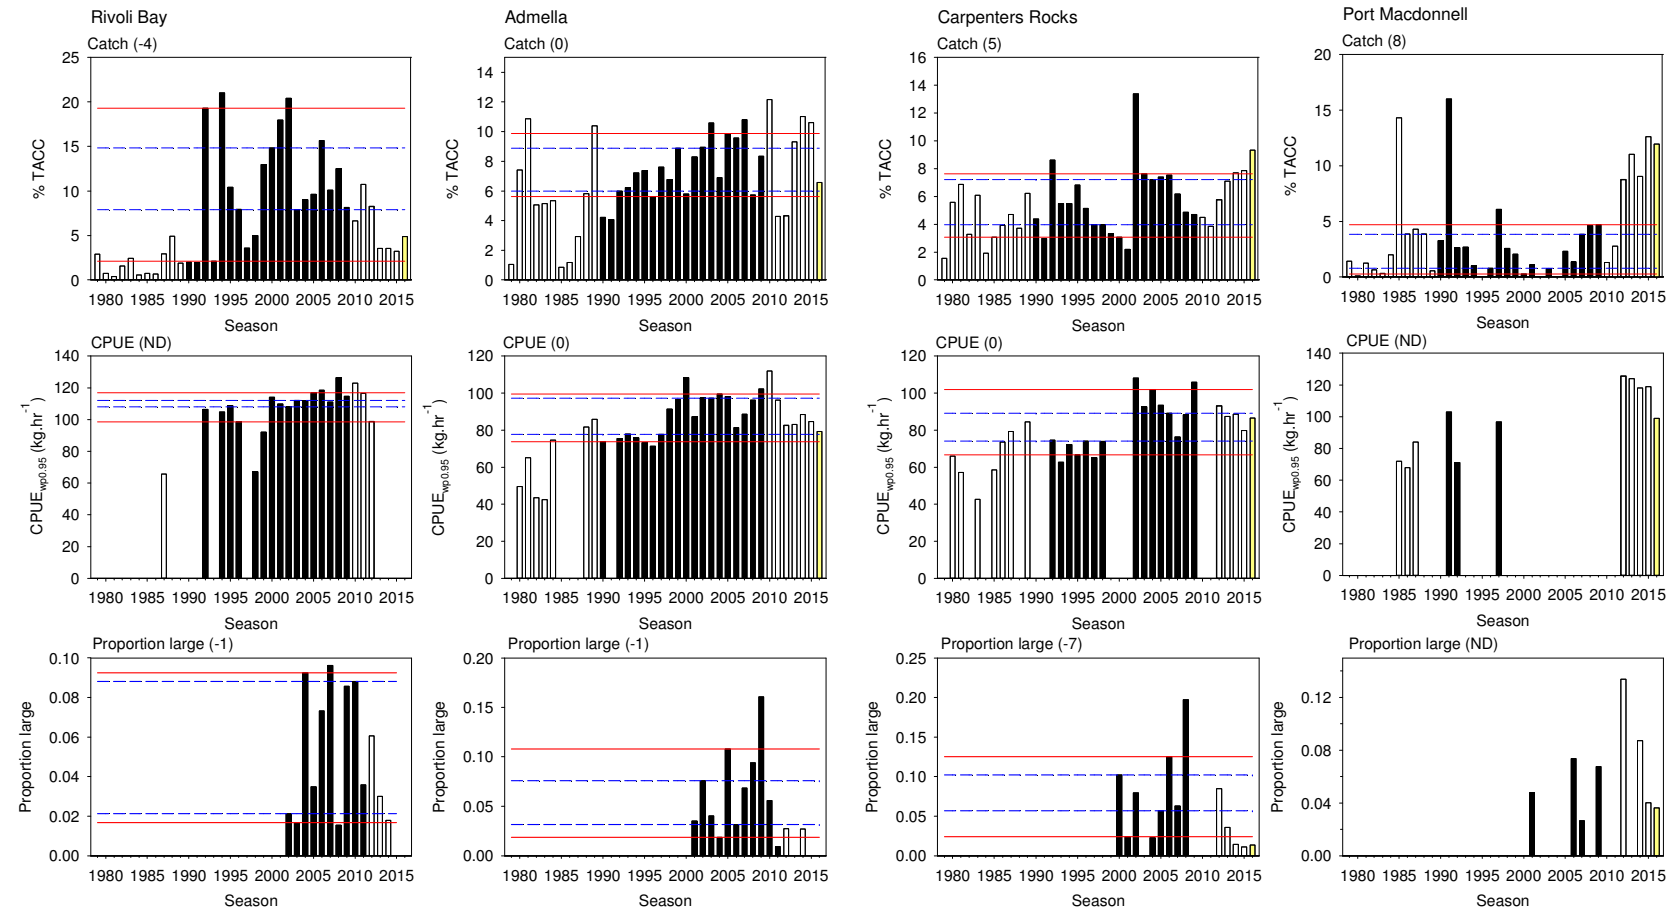 Rivoli Bay
Admella
Carpenters Rocks
Port Macdonnell
Catch (-4)
Catch (0)
Catch (5)
Catch (8)
% TACC
25
20
15
10
5
0
1980 1985 1990 1995 2000 2005 2010 2015
Season
% TACC
14
12
10
8
6
4
2
0
1980 1985 1990 1995 2000 2005 2010 2015
Season
% TACC
16
14
12
10
8
6
4
2
0
1980 1985 1990 1995 2000 2005 2010 2015
Season
% TACC
20
15
10
5
0
1980 1985 1990 1995 2000 2005 2010 2015
Season
CPUE (ND)
CPUE (0)
CPUE (0)
CPUE (ND)
CPUEwp0.95 (kg.hr-1)
140
120
100
80
60
40
20
0
1980 1985 1990 1995 2000 2005 2010 2015
Season
CPUEwp0.95 (kg.hr-1)
120
100
80
60
40
20
0
1980 1985 1990 1995 2000 2005 2010 2015
Season
CPUEwp0.95 (kg.hr-1)
120
100
80
60
40
20
0
1980 1985 1990 1995 2000 2005 2010 2015
Season
CPUEwp0.95 (kg.hr-1)
140
120
100
80
60
40
20
0
1980 1985 1990 1995 2000 2005 2010 2015
Season
Proportion large (-1)
Proportion large (-1)
Proportion large (-7)
Proportion large (ND)
Proportion large
0.10
0.08
0.06
0.04
0.02
0.00
1980 1985 1990 1995 2000 2005 2010 2015
Season
Proportion large
0.20
0.15
0.10
0.05
0.00
1980 1985 1990 1995 2000 2005 2010 2015
Season
Proportion large
0.25
0.20
0.15
0.10
0.05
0.00
1980 1985 1990 1995 2000 2005 2010 2015
Season
Proportion large
0.12
0.08
0.04
0.00
1980 1985 1990 1995 2000 2005 2010 2015
Season